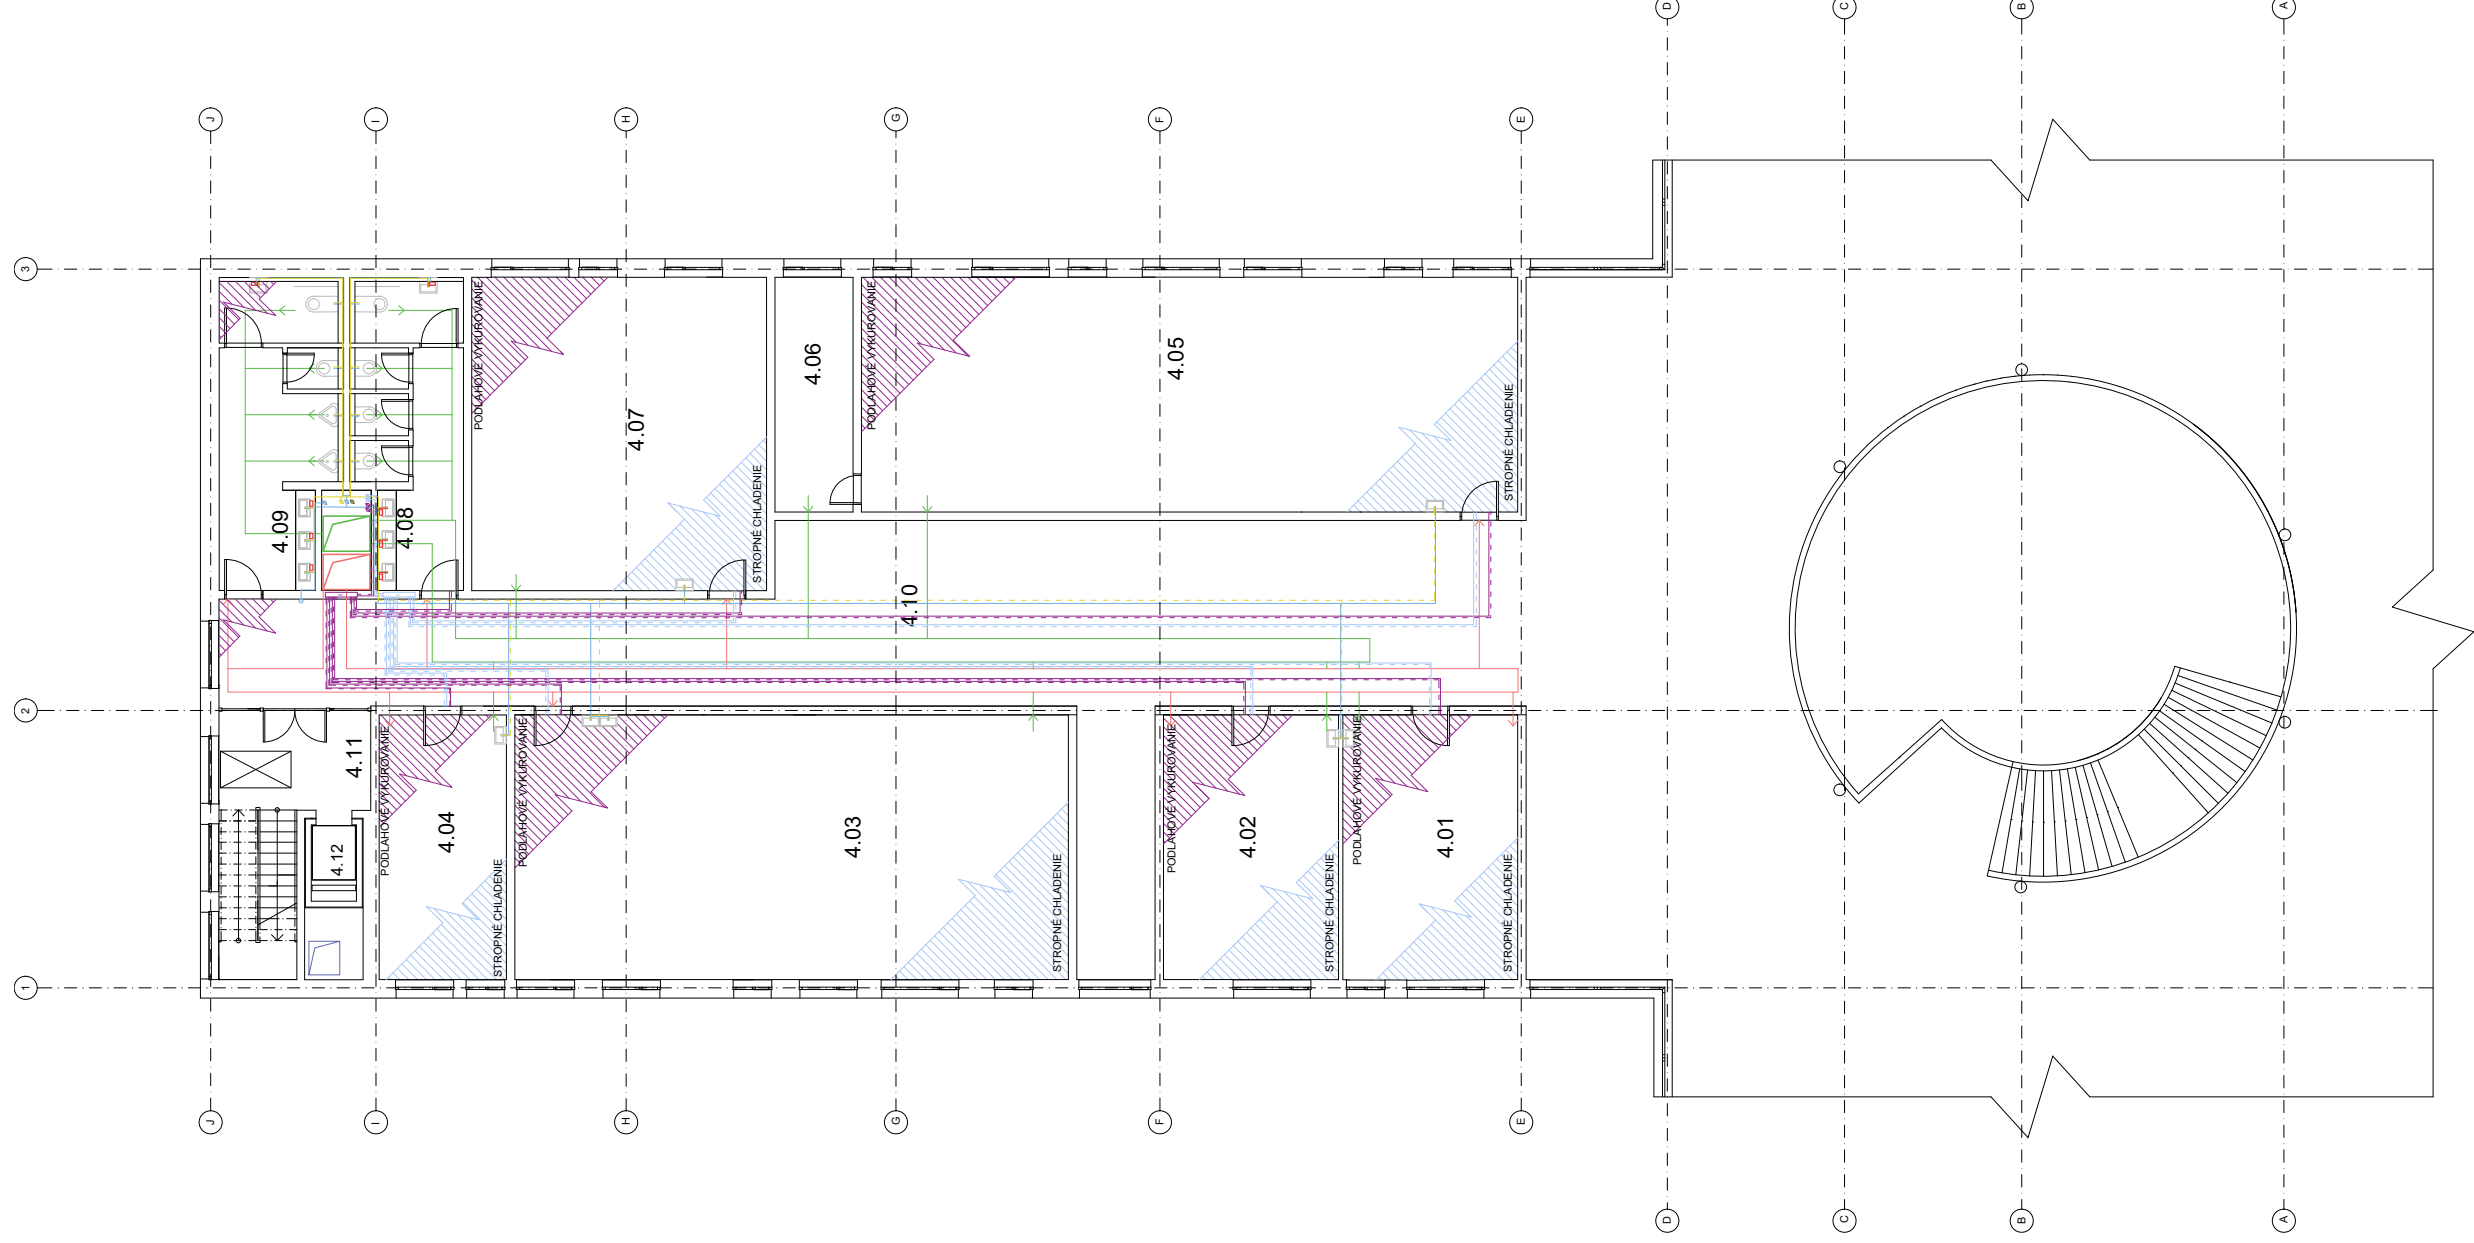 D
C
B
A
J
I
H
G
F
E
3
2
1
4.09
4.08
4.07
4.06
4.05
4.10
4.11
4.12
4.04
4.03
4.02
4.01
PODLAHOVÉ VYKUROVANIE
STROPNÉ CHLADENIE
PODLAHOVÉ VYKUROVANIE
STROPNÉ CHLADENIE
PODLAHOVÉ VYKUROVANIE
STROPNÉ CHLADENIE
PODLAHOVÉ VYKUROVANIE
STROPNÉ CHLADENIE
PODLAHOVÉ VYKUROVANIE
STROPNÉ CHLADENIE
PODLAHOVÉ VYKUROVANIE
STROPNÉ CHLADENIE
J
I
H
G
F
E
D
C
B
A